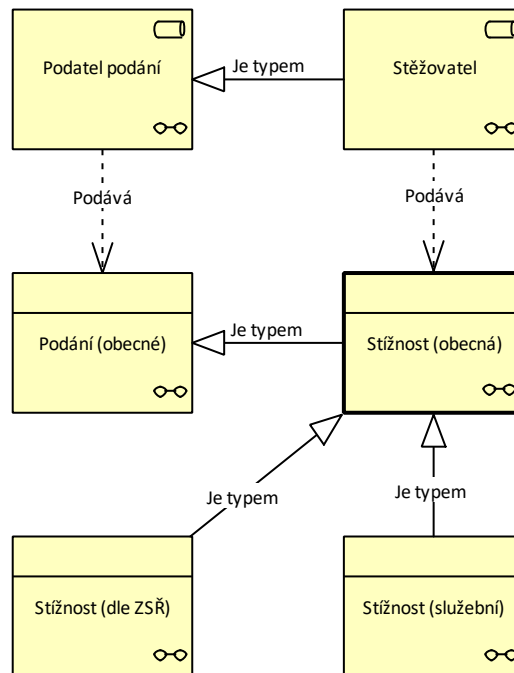 Podatel podání
Je typem
Stěžovatel
Podává
Podává
Podání (obecné)
Je typem
Stížnost (obecná)
Je typem
Je typem
Stížnost (dle ZSŘ)
Stížnost (služební)